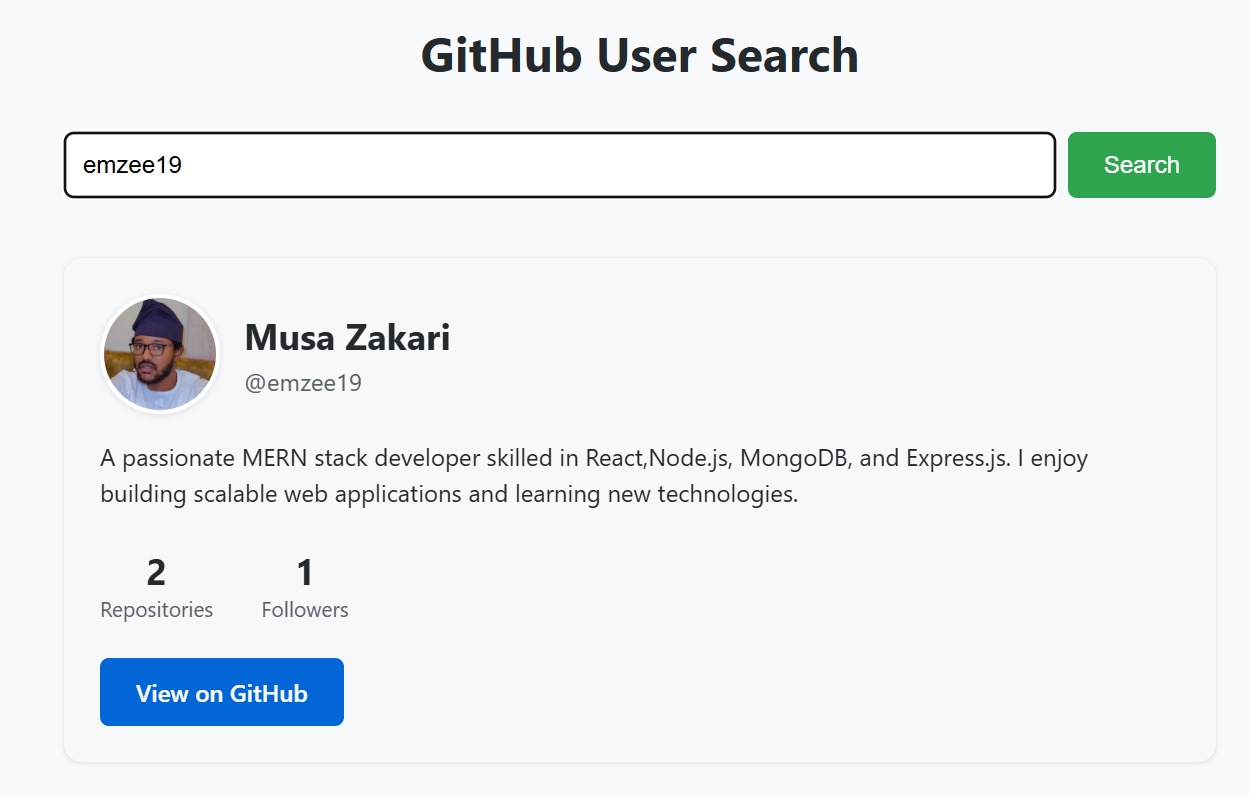 GitHub User Search
emzee19
Search
Musa Zakari
@emzee19
A passionate MERN stack developer skilled in React,Node.js, MongoDB, and Express.js. I enjoy
building scalable web applications and learning new technologies.
2
Repositories
1
Followers
View on GitHub